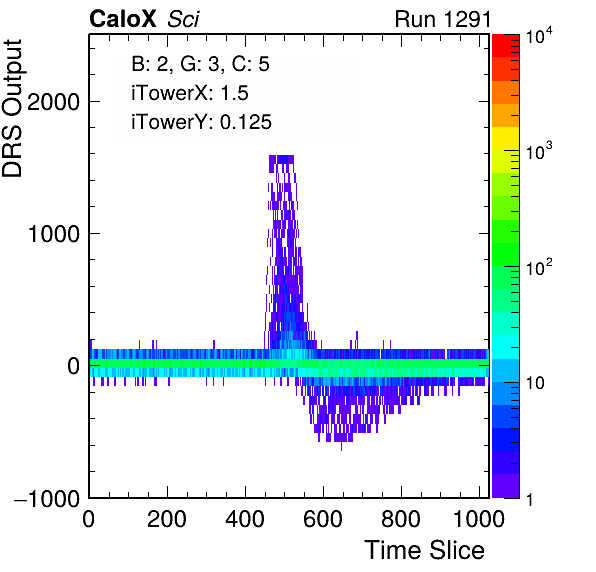 CaloX Sci Run 1291
B: 2, G: 3, C: 5
iTowerX: 1.5
iTowerY: 0.125
DRS Output
2000
1000
0
−1000
0 200 400 600 800 1000
Time Slice
10^4
10^3
10^2
10
1